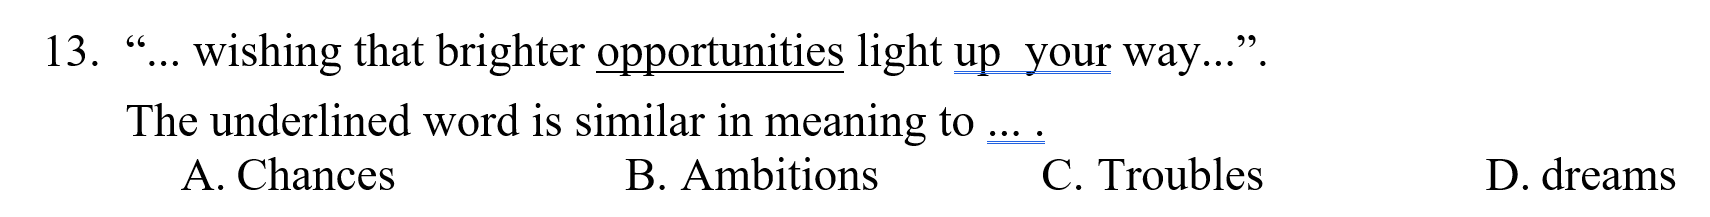 13. “... wishing that brighter opportunities light up  your way...”.
The underlined word is similar in meaning to ... .
A. Chances B. Ambitions C. Troubles D. dreams